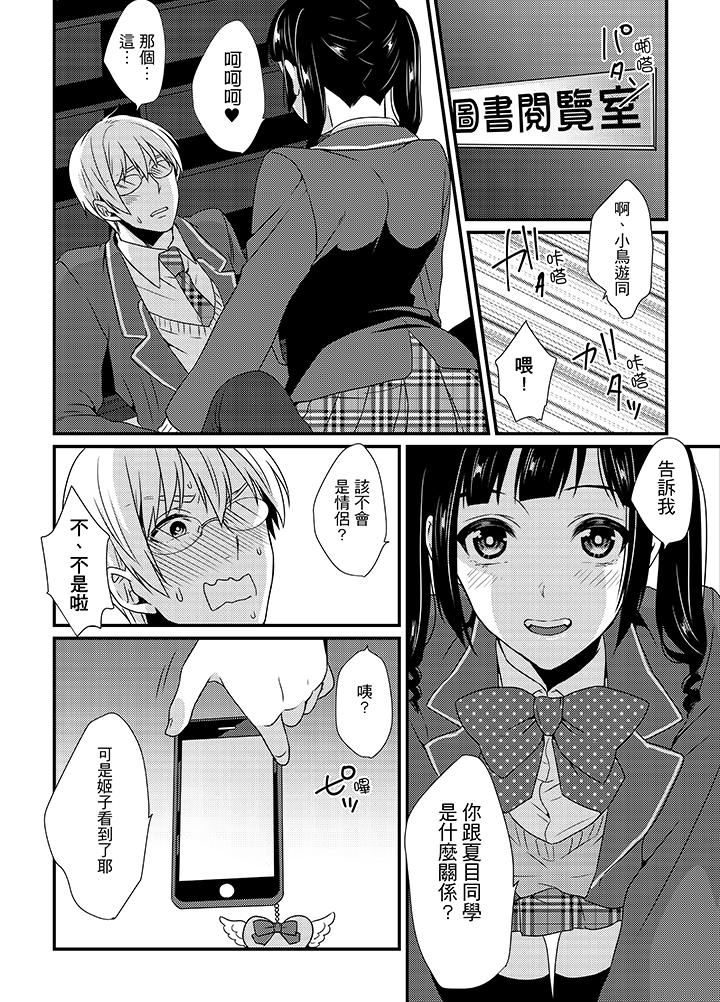 圖書閱覽室
パタン
啪嗒
啊、小鳥遊同
喂！
ガタッ
咔嗒
咔嗒
呵呵呵♥
那個…
這…
告訴我
你跟夏目同學
是什麼關係？
該不會
是情侶？
不、不是啦
咦？
可是姬子看到了耶
ピッ
嗶